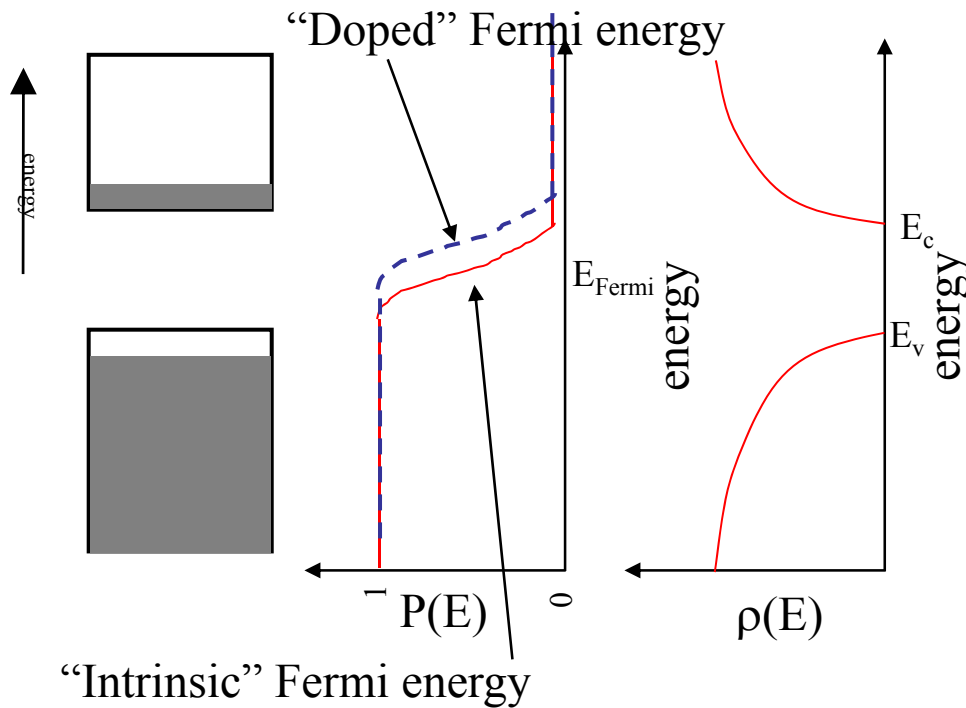 “Doped” Fermi energy
energy
E_Fermi
energy
E_c
E_v
energy
1
P(E)
0
ρ(E)
“Intrinsic” Fermi energy